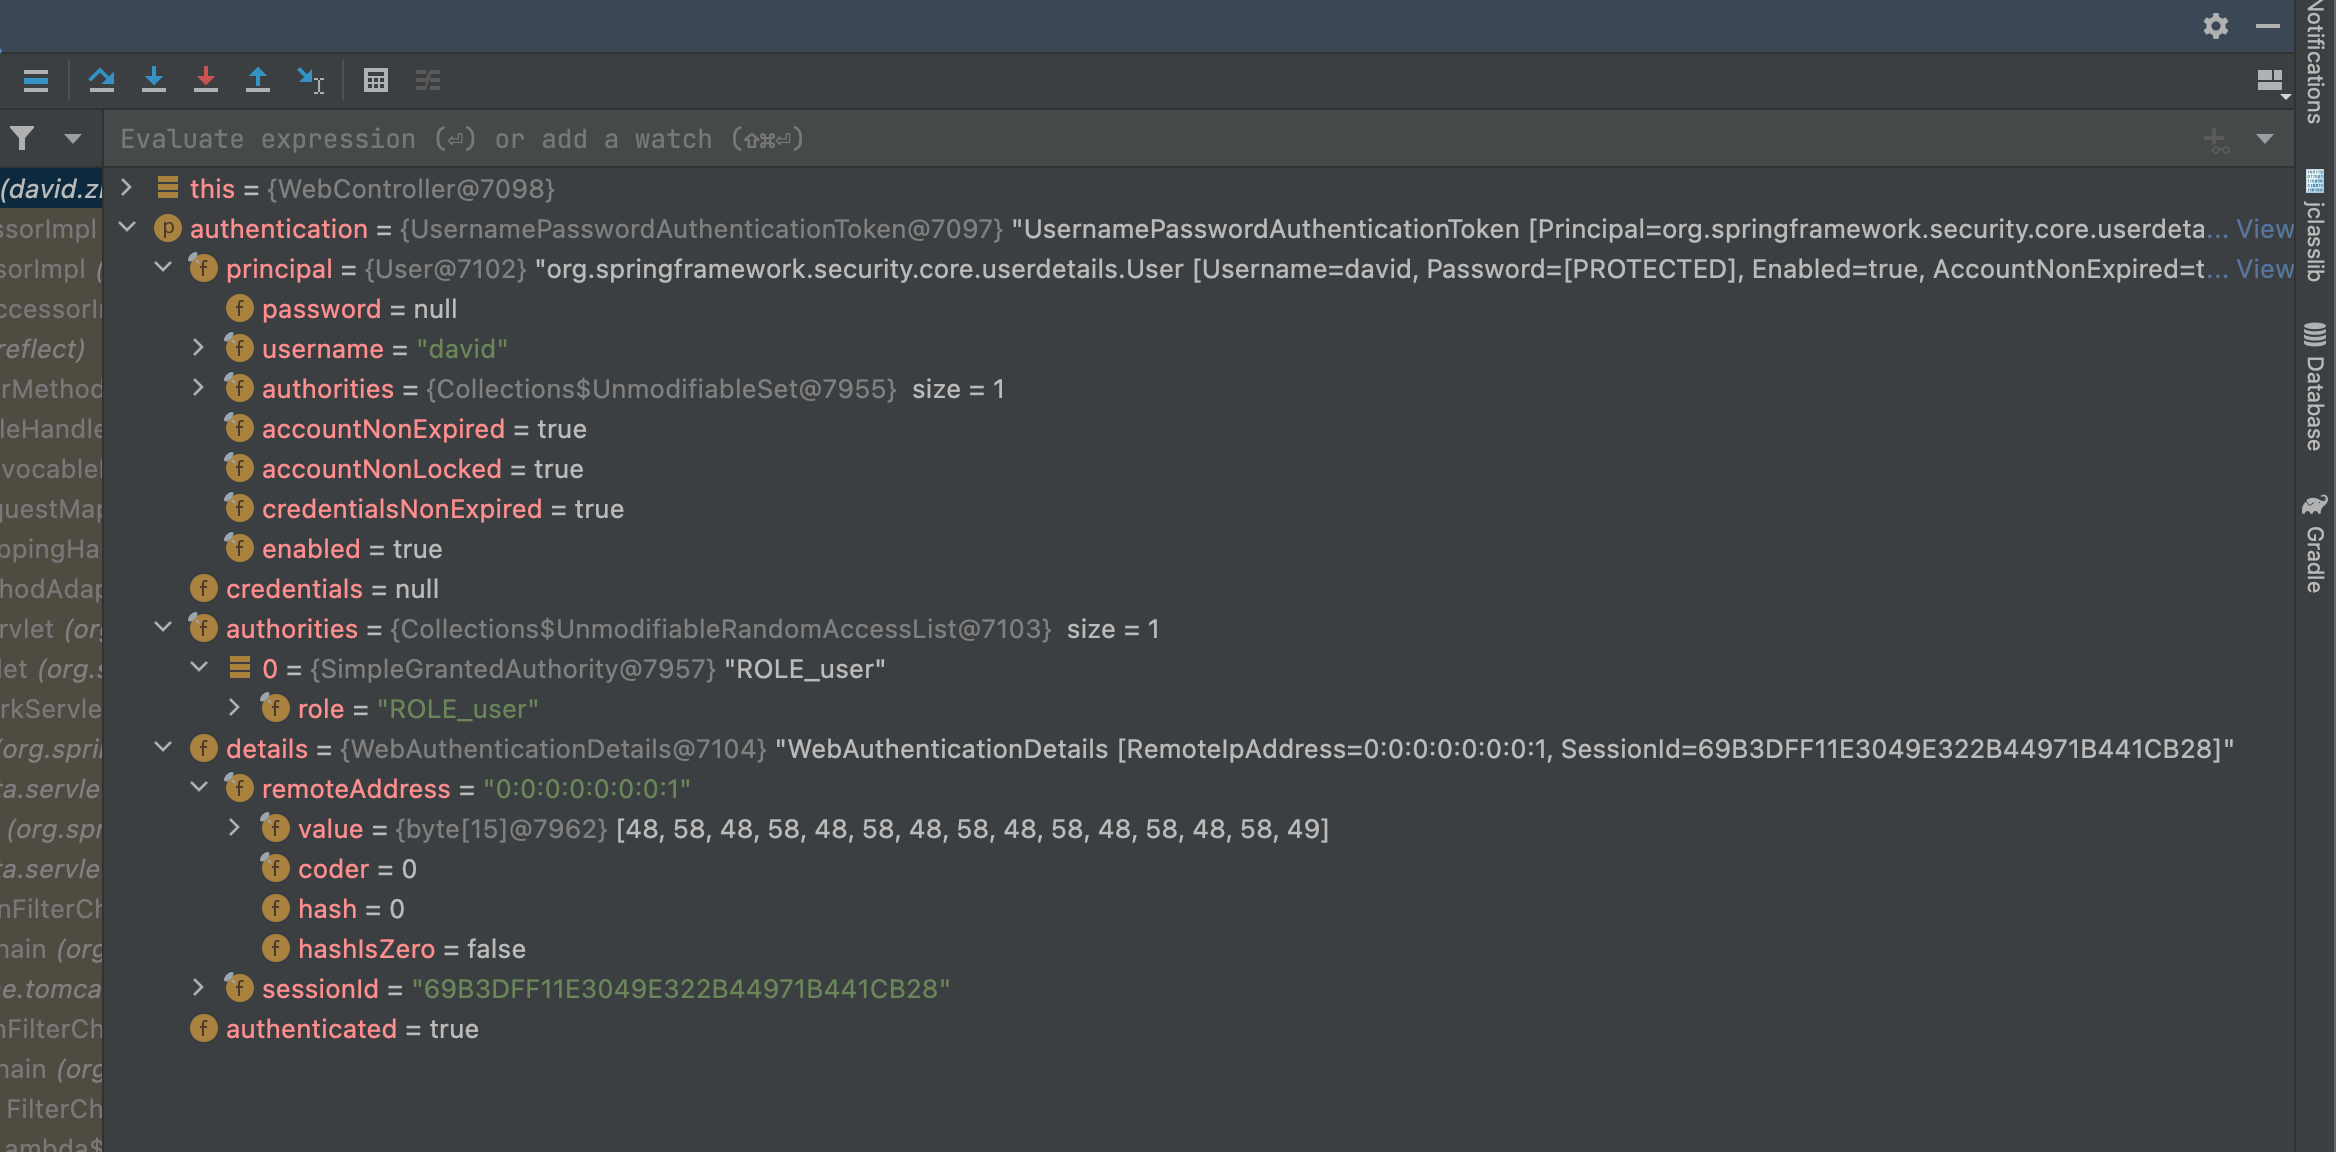 Evaluate expression (⏎) or add a watch (⇧⌘⏎)
(david.z
this = {WebController@7098}
ssorImpl
authentication = {UsernamePasswordAuthenticationToken@7097} "UsernamePasswordAuthenticationToken [Principal=org.springframework.security.core.userdeta... View
sorImpl (
principal = {User@7102} "org.springframework.security.core.userdetails.User [Username=david, Password=[PROTECTED], Enabled=true, AccountNonExpired=t... View
ccessorI
password = null
reflect)
username = "david"
rMethod
authorities = {Collections$UnmodifiableSet@7955} size = 1
leHandle
accountNonExpired = true
vocable
accountNonLocked = true
questMap
credentialsNonExpired = true
ppingHa
enabled = true
hodAdap
credentials = null
rvlet (or
authorities = {Collections$UnmodifiableRandomAccessList@7103} size = 1
let (org.s
0 = {SimpleGrantedAuthority@7957} "ROLE_user"
rkServle
role = "ROLE_user"
(org.spri
details = {WebAuthenticationDetails@7104} "WebAuthenticationDetails [RemoteIpAddress=0:0:0:0:0:0:0:1, SessionId=69B3DFF11E3049E322B44971B441CB28]"
ta.servle
remoteAddress = "0:0:0:0:0:0:0:1"
(org.spr
value = {byte[15]@7962} [48, 58, 48, 58, 48, 58, 48, 58, 48, 58, 48, 58, 48, 58, 49]
ta.servle
coder = 0
nFilterCh
hash = 0
hain (org
hashIsZero = false
e.tomca
sessionId = "69B3DFF11E3049E322B44971B441CB28"
nFilterCh
authenticated = true
hain (org
FilterCh
ambda$
Notifications
jclasslib
Database
Gradle